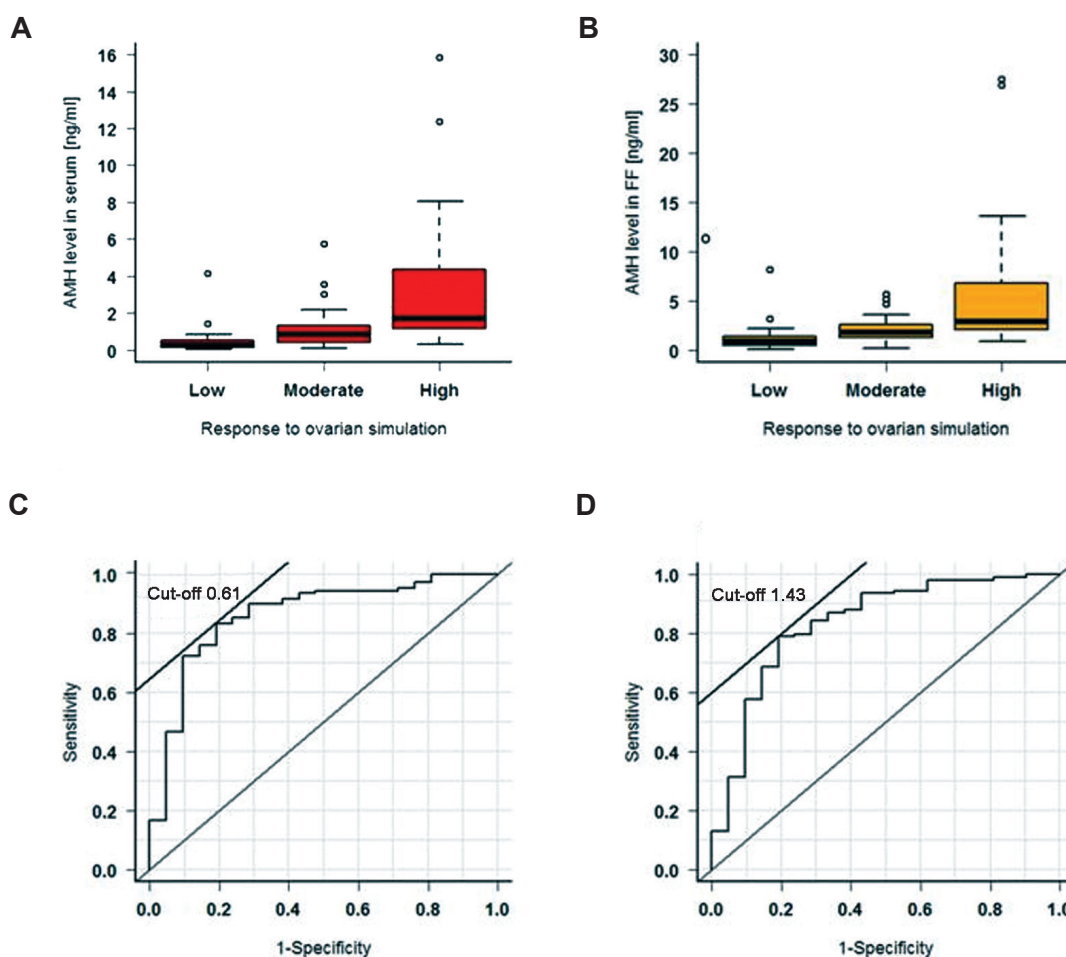 A
AMH level in serum [ng/ml]
16
14
12
10
8
6
4
2
0
Low Moderate High
Response to ovarian simulation
B
AMH level in FF [ng/ml]
30
25
20
15
10
5
0
Low Moderate High
Response to ovarian simulation
C
Sensitivity
1.0
0.8
0.6
0.4
0.2
0.0
Cut-off 0.61
0.0 0.2 0.4 0.6 0.8 1.0
1-Specificity
D
Sensitivity
1.0
0.8
0.6
0.4
0.2
0.0
Cut-off 1.43
0.0 0.2 0.4 0.6 0.8 1.0
1-Specificity